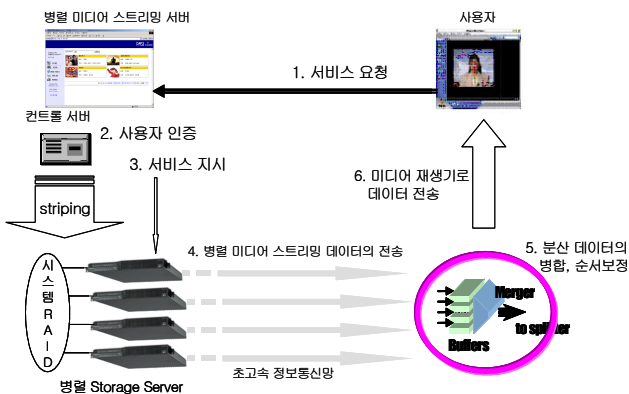 병렬 미디어 스트리밍 서버
사용자
1. 서비스 요청
컨트롤 서버
2. 사용자 인증
3. 서비스 지시
striping
6. 미디어 재생기로
데이터 전송
시스템 RAID
4. 병렬 미디어 스트리밍 데이터의 전송
5. 분산 데이터의
병합, 순서보정
Merger
to splitter
Buffers
초고속 정보통신망
병렬 Storage Server